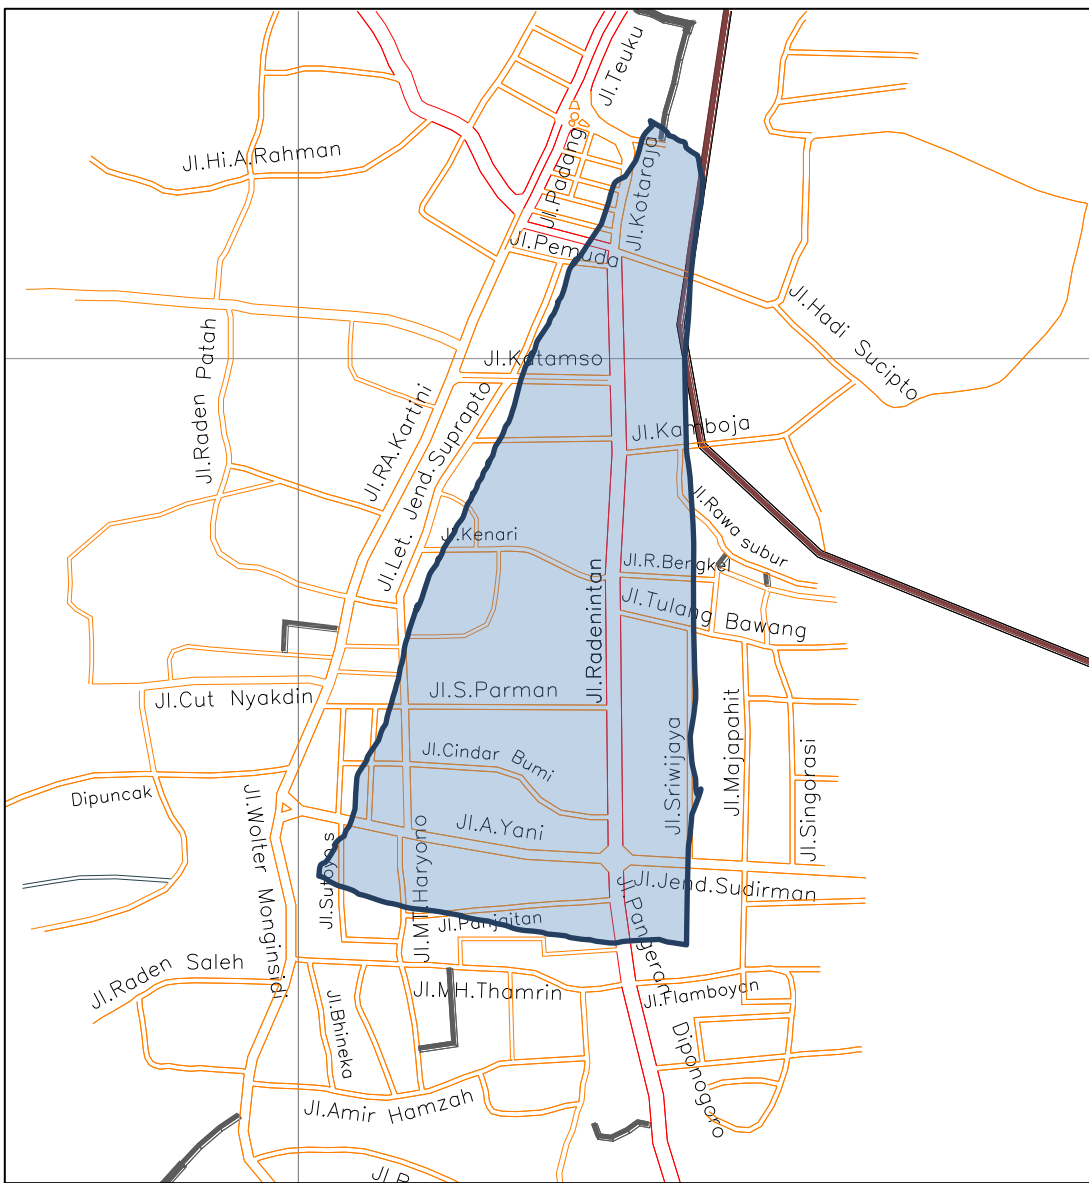 Jl.Teuku
Jl.Hi.A.Rahman
Jl.Padang
Jl.Kotaraja
Jl.Pemuda
Jl.Hadi Sucipto
Jl.Raden Patah
Jl.Katamso
Jl.RA.Kartini
Jl.Let. Jend.Suprapto
Jl.Kamboja
Jl.Rawa subur
Jl.Kenari
Jl.R.Bengkel
Jl.Tulang Bawang
Jl.Radenintan
Jl.S.Parman
Jl.Cut Nyakdin
Jl.Cindar Bumi
Jl.Sriwijaya
Jl.Majapahit
Jl.Singorasi
Dipuncak
Jl.Wolter Monginsidi
Jl.A.Yani
Jl.MT.Haryono
Jl.Jend.Sudirman
Jl.Panjaitan
Jl.Pangeran Diponogoro
Jl.Raden Saleh
Jl.MH.Thamrin
Jl.Flamboyan
Jl.Bhineka
Jl.Amir Hamzah